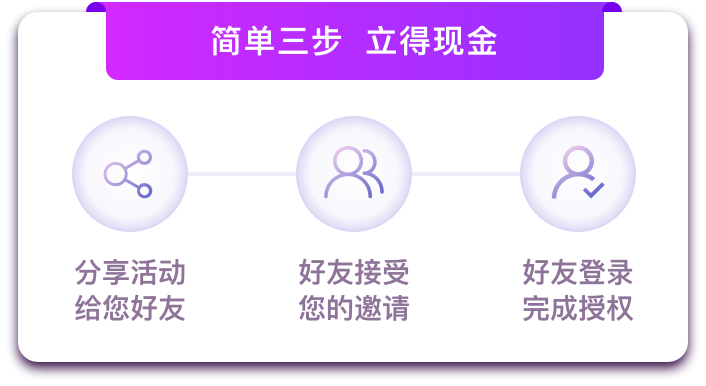 简单三步 立得现金
分享活动
给您好友
好友接受
您的邀请
好友登录
完成授权